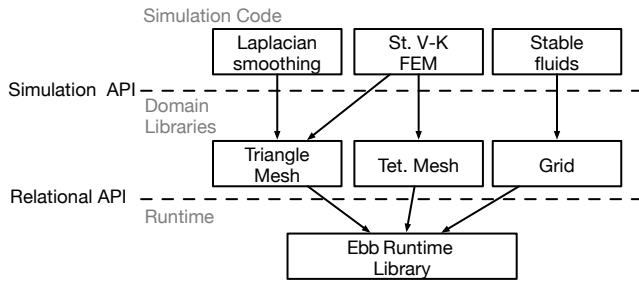 Simulation Code
Laplacian
smoothing
St. V-K
FEM
Stable
fluids
Simulation API
Domain
Libraries
Triangle
Mesh
Tet. Mesh
Grid
Relational API
Runtime
Ebb Runtime
Library